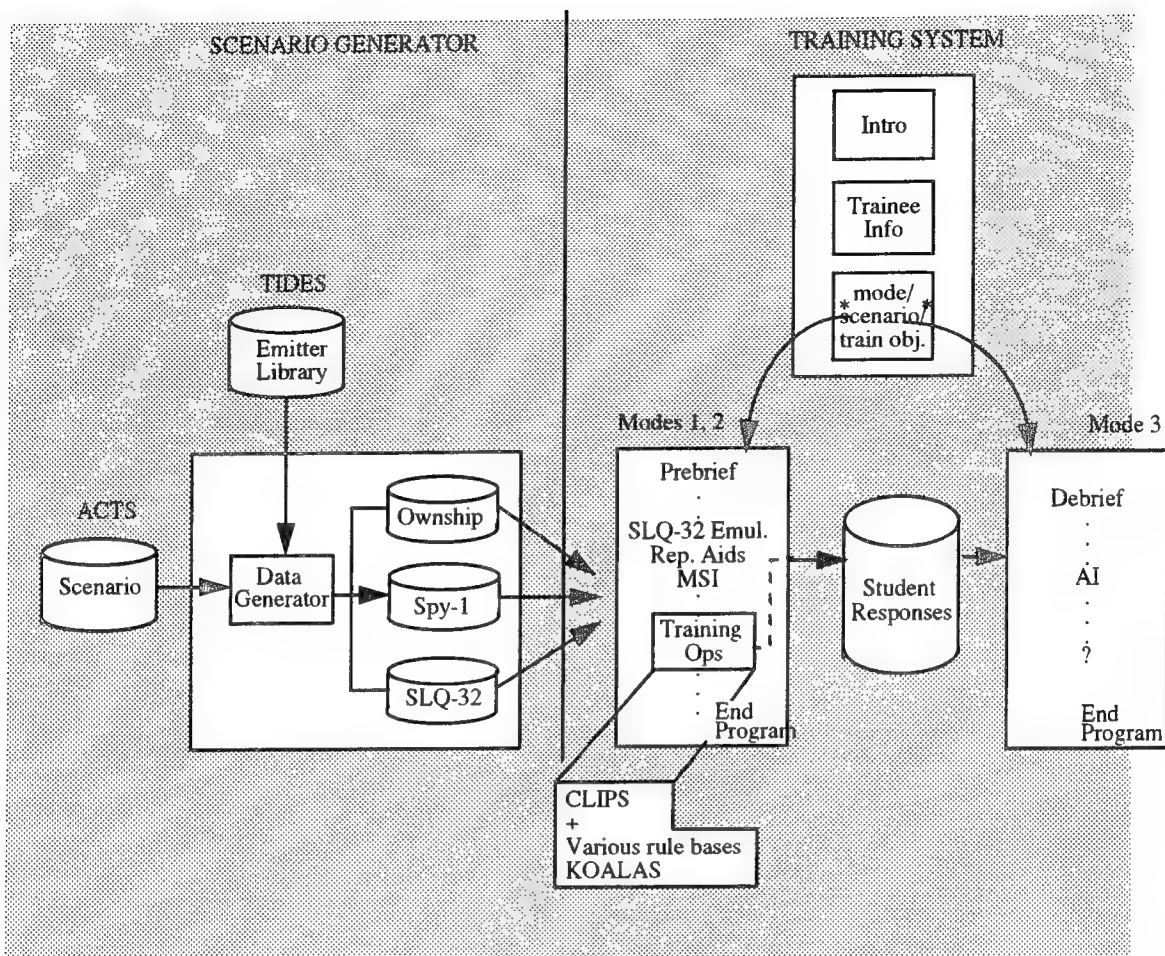 SCENARIO GENERATOR
TRAINING SYSTEM
Intro
Trainee
Info
* mode/ *
scenario/
train obj.
TIDES
Emitter
Library
ACTS
Scenario
Data
Generator
Ownship
Spy-1
SLQ-32
Modes 1, 2
Prebrief
SLQ-32 Emul.
Rep. Aids
MSI
Training
Ops
End
Program
CLIPS
+
Various rule bases
KOALAS
Student
Responses
Mode 3
Debrief
AI
?
End
Program